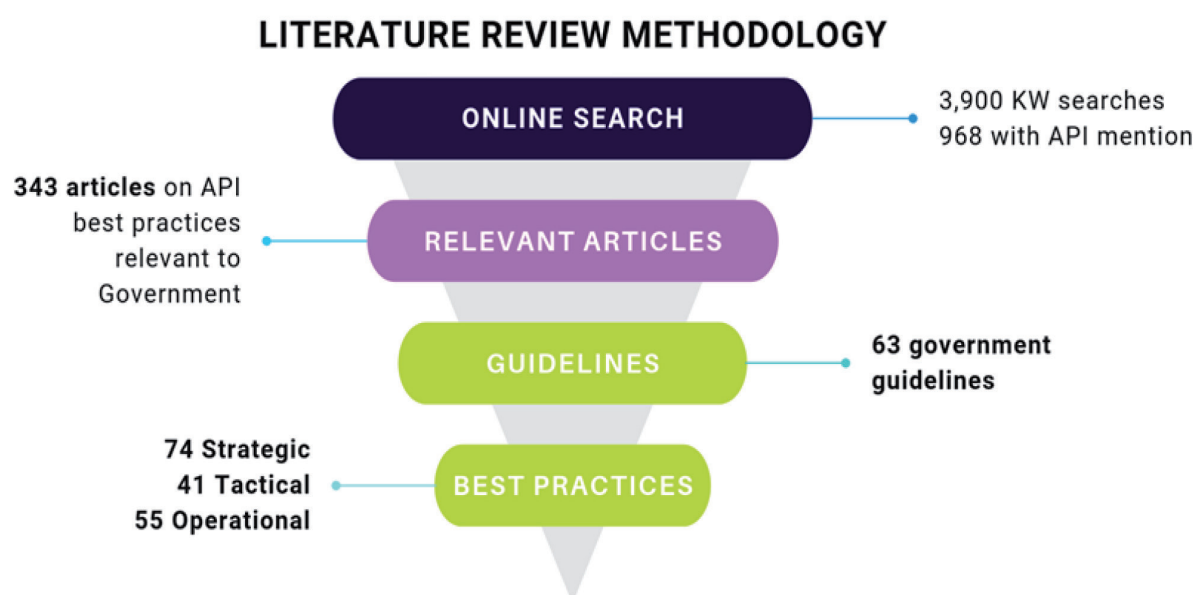 LITERATURE REVIEW METHODOLOGY
ONLINE SEARCH
3,900 KW searches
968 with API mention
343 articles on API
best practices
relevant to
Government
RELEVANT ARTICLES
GUIDELINES
63 government
guidelines
74 Strategic
41 Tactical
55 Operational
BEST PRACTICES